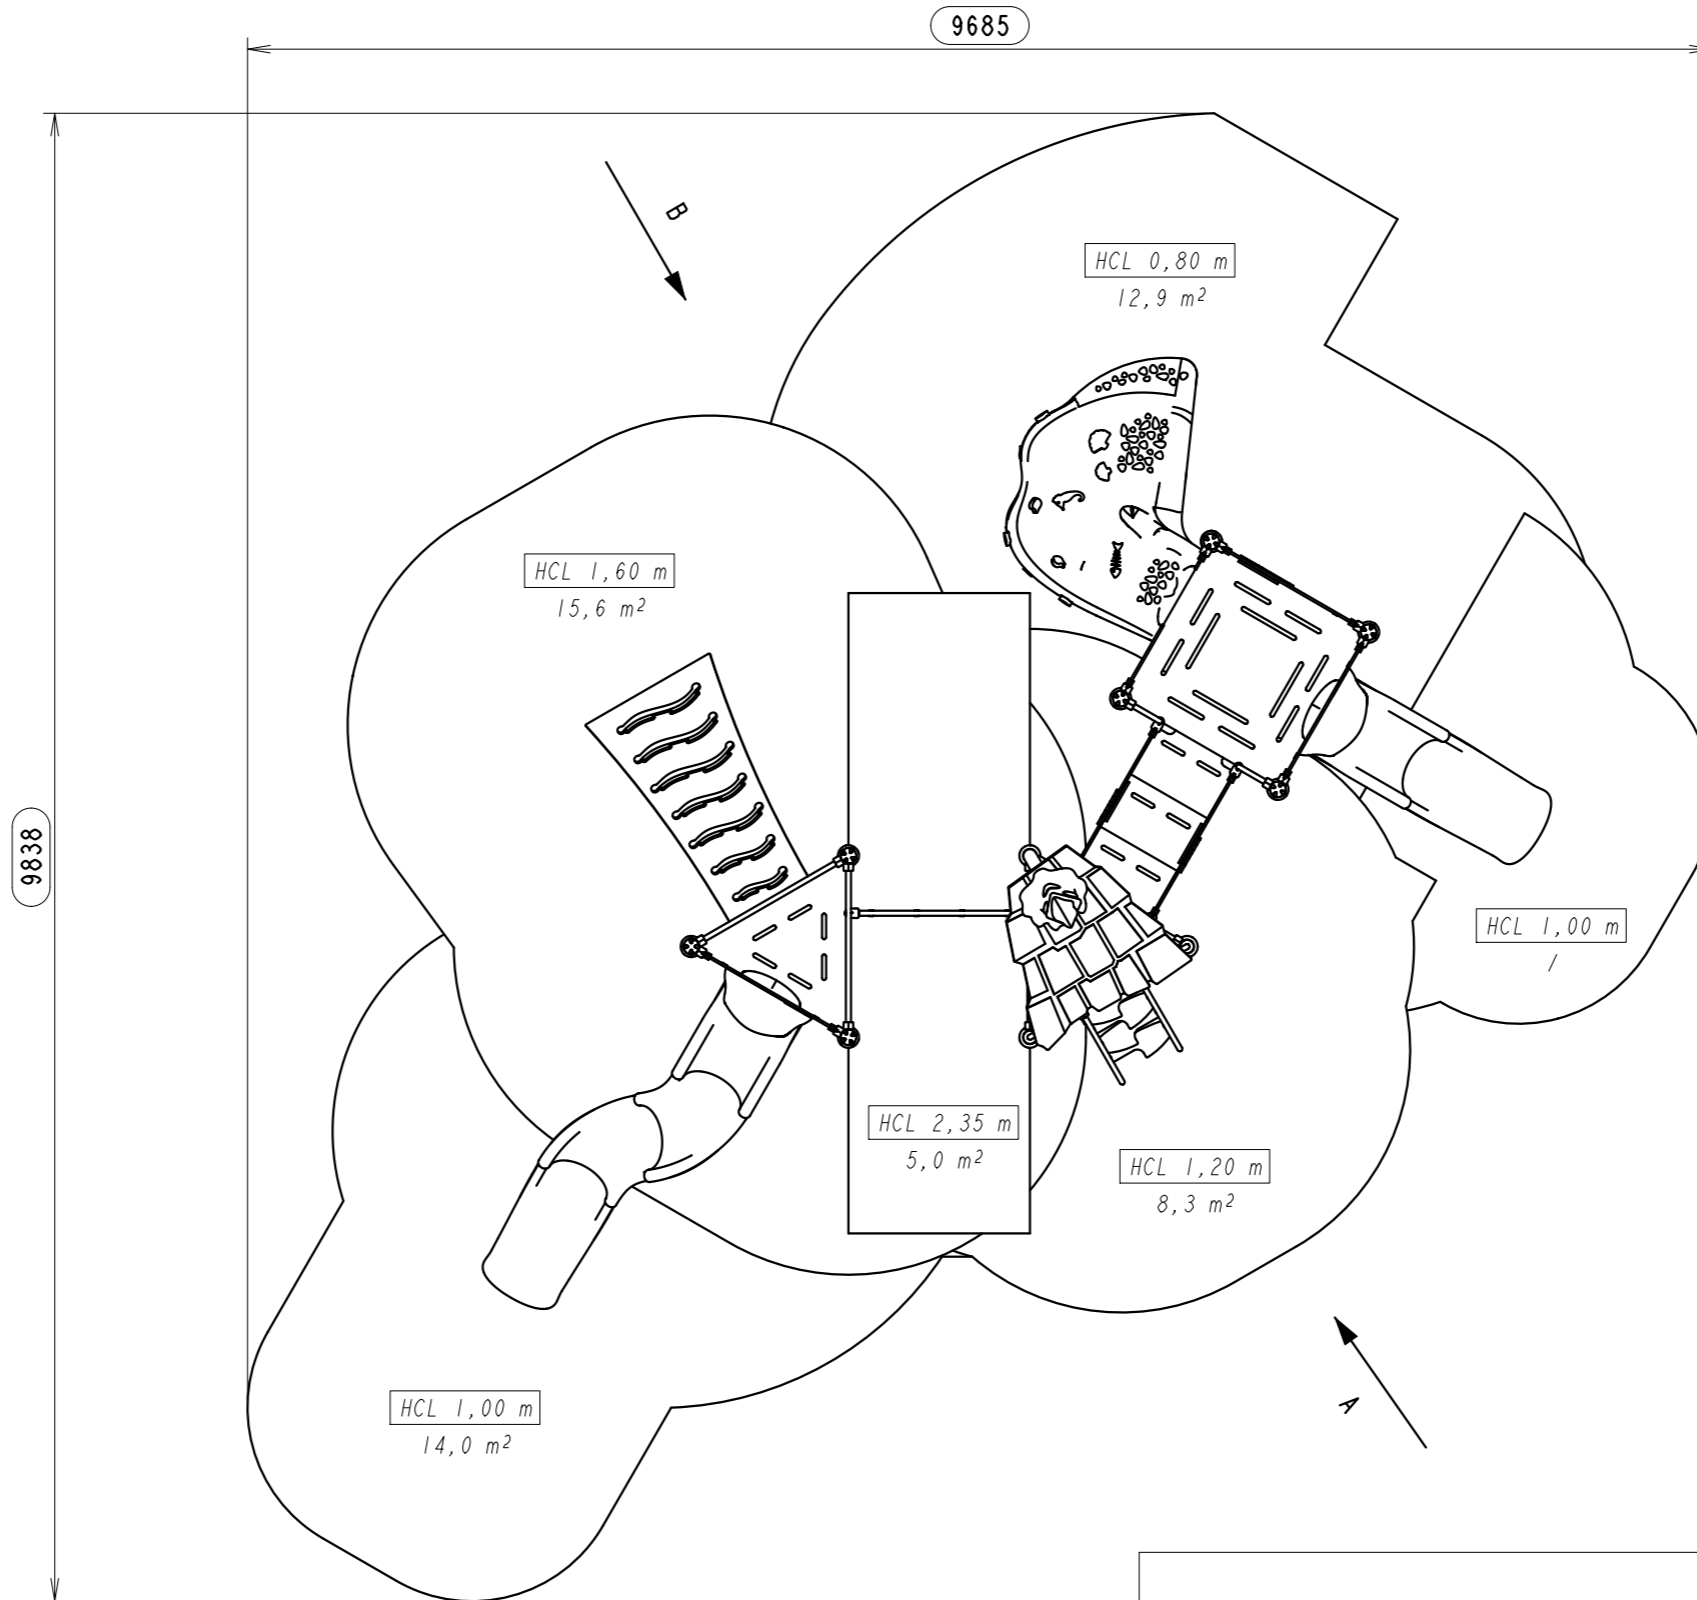 9685
B
HCL 0,80 m
12,9 m²
HCL 1,60 m
15,6 m²
9838
HCL 1,00 m
/
HCL 2,35 m
5,0 m²
HCL 1,20 m
8,3 m²
A
HCL 1,00 m
14,0 m²